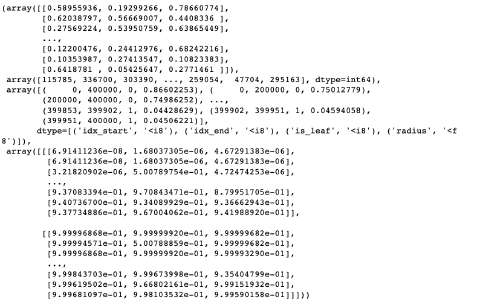 (array([[0.58955936, 0.19299266, 0.78660774],
[0.62038797, 0.56669007, 0.4408336 ],
[0.27569224, 0.53950759, 0.63865449],
...,
[0.12200476, 0.24412976, 0.68242216],
[0.10353987, 0.27413547, 0.10823383],
[0.6418781 , 0.05425647, 0.2771461 ]]),
array([115785, 336700, 303390, ..., 259054, 47704, 295163], dtype=int64),
array([( 0, 400000, 0, 0.86602253), ( 0, 200000, 0, 0.75012779),
(200000, 400000, 0, 0.74986252), ...,
(399853, 399902, 1, 0.04428629), (399902, 399951, 1, 0.04594058),
(399951, 400000, 1, 0.04506221)],
dtype=[('idx_start', '<i8'), ('idx_end', '<i8'), ('is_leaf', '<i8'), ('radius', '<f
8')]),
array([[[6.91411236e-08, 1.68037305e-06, 4.67291383e-06],
[6.91411236e-08, 1.68037305e-06, 4.67291383e-06],
[3.21820902e-06, 5.00789754e-01, 4.72474253e-06],
...,
[9.37083394e-01, 9.70843471e-01, 8.79951705e-01],
[9.40736700e-01, 9.34089929e-01, 9.36662943e-01],
[9.37734886e-01, 9.67004062e-01, 9.41988920e-01]],
[[9.99996868e-01, 9.99999920e-01, 9.99999682e-01],
[9.99994571e-01, 5.00788859e-01, 9.99999682e-01],
[9.99996868e-01, 9.99999920e-01, 9.99993290e-01],
...,
[9.99843703e-01, 9.99673998e-01, 9.35404799e-01],
[9.99619502e-01, 9.66802161e-01, 9.99151932e-01],
[9.99681097e-01, 9.98103532e-01, 9.99590158e-01]]]))